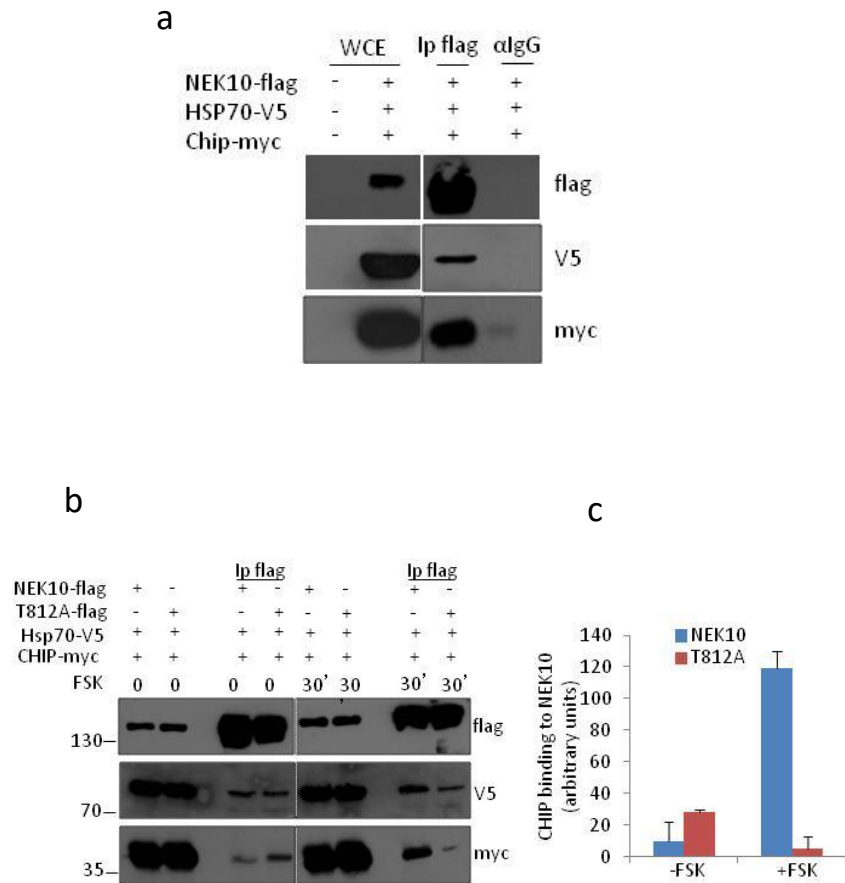 a
WCE Ip flag αIgG
NEK10-flag - + + +
HSP70-V5 - + + +
Chip-myc - + + +
flag
V5
myc
b
Ip flag Ip flag
NEK10-flag + - + - + - + -
T812A-flag - + - + - + - +
Hsp70-V5 + + + + + + + +
CHIP-myc + + + + + + + +
FSK 0 0 0 0 30' 30' 30' 30'
130 flag
70 V5
35 myc
c
NEK10
T812A
CHIP binding to NEK10
(arbitrary units)
140
120
100
80
60
40
20
0
-FSK +FSK